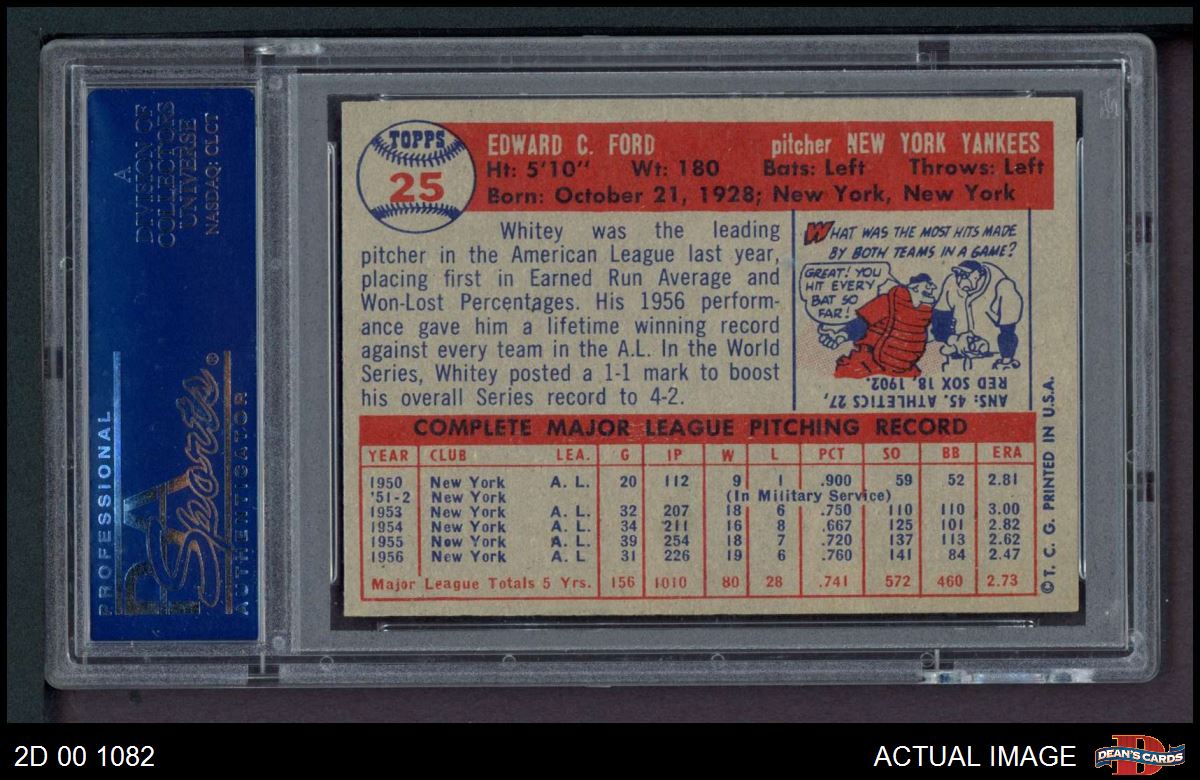 A
DIVISION OF
COLLECTORS
UNIVERSE
NASDAQ: CLCT
PROFESSIONAL
PSA
Sports®
AUTHENTICATOR
TOPPS
25
EDWARD C. FORD pitcher NEW YORK YANKEES
Ht: 5'10" Wt: 180 Bats: Left Throws: Left
Born: October 21, 1928; New York, New York
Whitey was the leading
pitcher in the American League last year,
placing first in Earned Run Average and
Won-Lost Percentages. His 1956 perform-
ance gave him a lifetime winning record
against every team in the A.L. In the World
Series, Whitey posted a 1-1 mark to boost
his overall Series record to 4-2.
WHAT WAS THE MOST HITS MADE
BY BOTH TEAMS IN A GAME?
GREAT! YOU
HIT EVERY
BAT SO
FAR!
ANS: 45. ATHLETICS 27,
RED SOX 18, 1902.
COMPLETE MAJOR LEAGUE PITCHING RECORD
YEAR CLUB LEA. G IP W L PCT SO BB ERA
1950 New York A. L. 20 112 9 1 .900 59 52 2.81
'51-2 New York (In Military Service)
1953 New York A. L. 32 207 18 6 .750 110 110 3.00
1954 New York A. L. 34 211 16 8 .667 125 101 2.82
1955 New York A. L. 39 254 18 7 .720 137 113 2.62
1956 New York A. L. 31 226 19 6 .760 141 84 2.47
Major League Totals 5 Yrs. 156 1010 80 28 .741 572 460 2.73
© T. C. G. PRINTED IN U.S.A.
2D 00 1082
ACTUAL IMAGE
D
DEAN'S CARDS